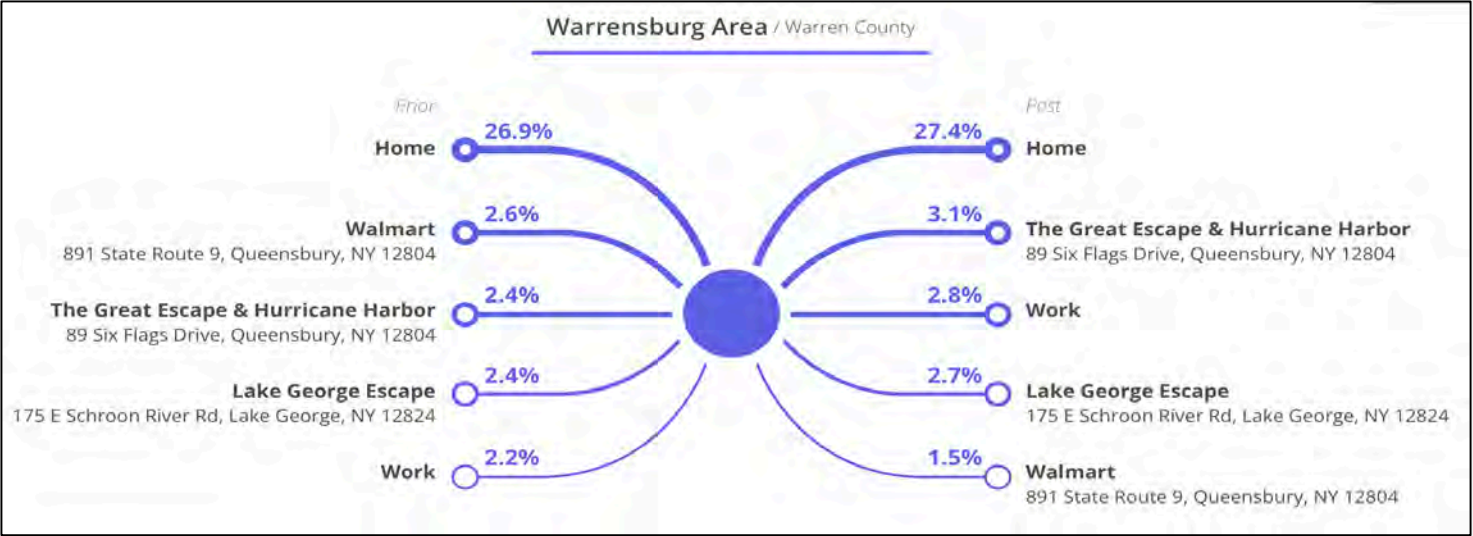 Warrensburg Area / Warren County
Prior
Home
26.9%
Walmart
891 State Route 9, Queensbury, NY 12804
2.6%
The Great Escape & Hurricane Harbor
89 Six Flags Drive, Queensbury, NY 12804
2.4%
Lake George Escape
175 E Schroon River Rd, Lake George, NY 12824
2.4%
Work
2.2%
Post
27.4%
Home
3.1%
The Great Escape & Hurricane Harbor
89 Six Flags Drive, Queensbury, NY 12804
2.8%
Work
2.7%
Lake George Escape
175 E Schroon River Rd, Lake George, NY 12824
1.5%
Walmart
891 State Route 9, Queensbury, NY 12804